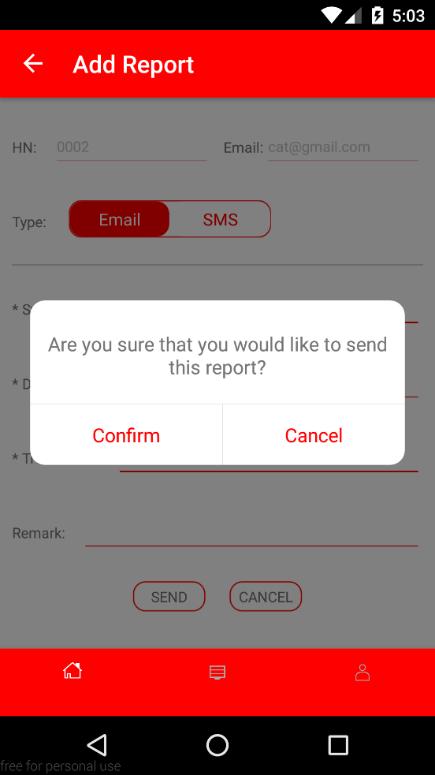 5:03
Add Report
HN: 0002 Email: cat@gmail.com
Type: Email SMS
* S
Are you sure that you would like to send
this report?
* D
Confirm Cancel
* Ti
Remark:
SEND CANCEL
free for personal use